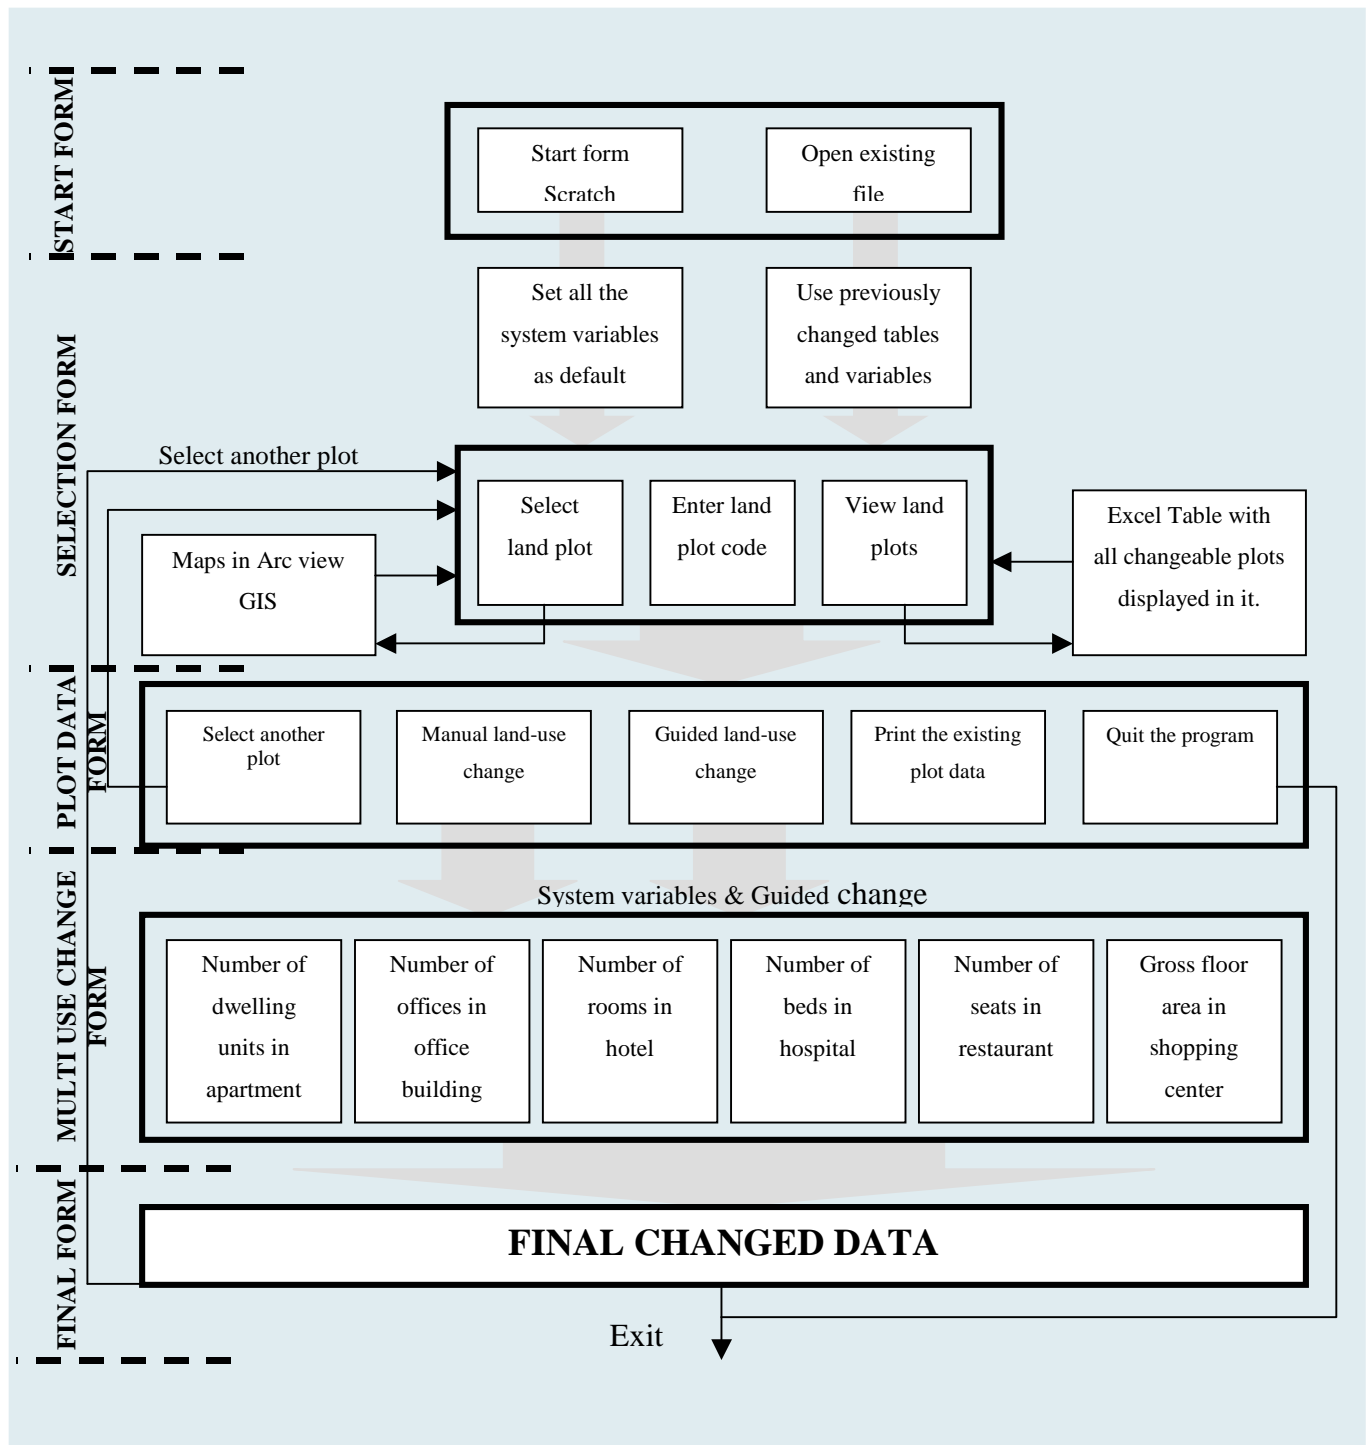 START FORM
Start form
Scratch
Open existing
file
SELECTION FORM
Set all the
system variables
as default
Use previously
changed tables
and variables
Select another plot
Maps in Arc view
GIS
Select
land plot
Enter land
plot code
View land
plots
Excel Table with
all changeable plots
displayed in it.
PLOT DATA
FORM
Select another
plot
Manual land-use
change
Guided land-use
change
Print the existing
plot data
Quit the program
MULTI USE CHANGE
FORM
System variables & Guided change
Number of
dwelling
units in
apartment
Number of
offices in
office
building
Number of
rooms in
hotel
Number of
beds in
hospital
Number of
seats in
restaurant
Gross floor
area in
shopping
center
FINAL FORM
FINAL CHANGED DATA
Exit